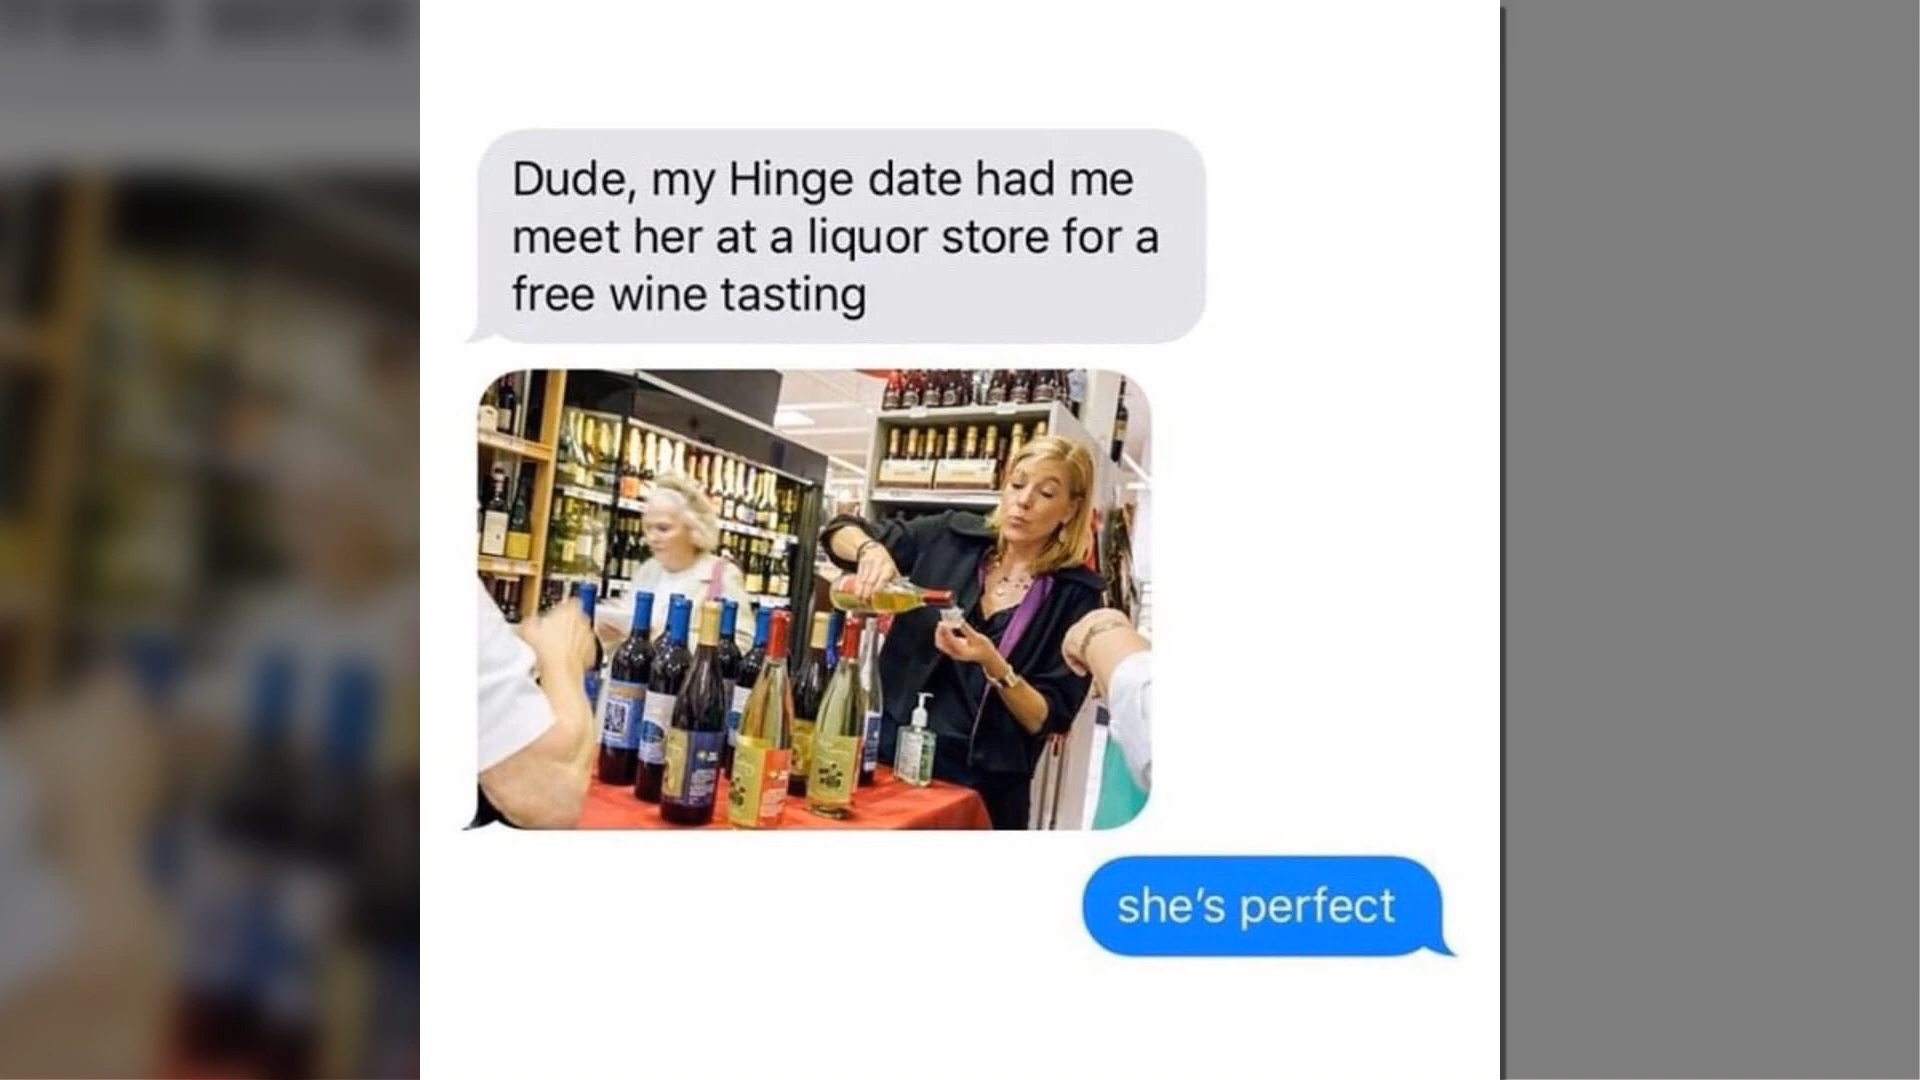 Dude, my Hinge date had me
meet her at a liquor store for a
free wine tasting
she's perfect